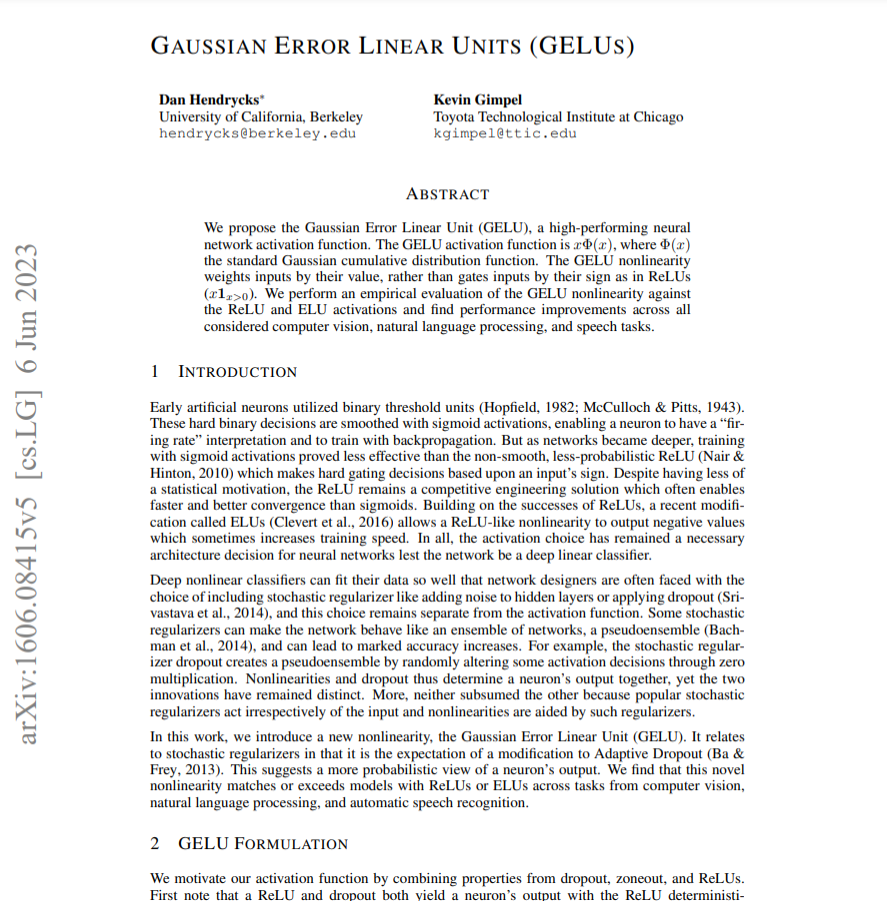 GAUSSIAN ERROR LINEAR UNITS (GELUS)
Dan Hendrycks*
University of California, Berkeley
hendrycks@berkeley.edu
Kevin Gimpel
Toyota Technological Institute at Chicago
kgimpel@ttic.edu
ABSTRACT
We propose the Gaussian Error Linear Unit (GELU), a high-performing neural
network activation function. The GELU activation function is xΦ(x), where Φ(x)
the standard Gaussian cumulative distribution function. The GELU nonlinearity
weights inputs by their value, rather than gates inputs by their sign as in ReLUs
(x1ₓ>₀). We perform an empirical evaluation of the GELU nonlinearity against
the ReLU and ELU activations and find performance improvements across all
considered computer vision, natural language processing, and speech tasks.
1 INTRODUCTION
Early artificial neurons utilized binary threshold units (Hopfield, 1982; McCulloch & Pitts, 1943).
These hard binary decisions are smoothed with sigmoid activations, enabling a neuron to have a “fir-
ing rate” interpretation and to train with backpropagation. But as networks became deeper, training
with sigmoid activations proved less effective than the non-smooth, less-probabilistic ReLU (Nair &
Hinton, 2010) which makes hard gating decisions based upon an input’s sign. Despite having less of
a statistical motivation, the ReLU remains a competitive engineering solution which often enables
faster and better convergence than sigmoids. Building on the successes of ReLUs, a recent modifi-
cation called ELUs (Clevert et al., 2016) allows a ReLU-like nonlinearity to output negative values
which sometimes increases training speed. In all, the activation choice has remained a necessary
architecture decision for neural networks lest the network be a deep linear classifier.
Deep nonlinear classifiers can fit their data so well that network designers are often faced with the
choice of including stochastic regularizer like adding noise to hidden layers or applying dropout (Sri-
vastava et al., 2014), and this choice remains separate from the activation function. Some stochastic
regularizers can make the network behave like an ensemble of networks, a pseudoensemble (Bach-
man et al., 2014), and can lead to marked accuracy increases. For example, the stochastic regular-
izer dropout creates a pseudoensemble by randomly altering some activation decisions through zero
multiplication. Nonlinearities and dropout thus determine a neuron’s output together, yet the two
innovations have remained distinct. More, neither subsumed the other because popular stochastic
regularizers act irrespectively of the input and nonlinearities are aided by such regularizers.
In this work, we introduce a new nonlinearity, the Gaussian Error Linear Unit (GELU). It relates
to stochastic regularizers in that it is the expectation of a modification to Adaptive Dropout (Ba &
Frey, 2013). This suggests a more probabilistic view of a neuron’s output. We find that this novel
nonlinearity matches or exceeds models with ReLUs or ELUs across tasks from computer vision,
natural language processing, and automatic speech recognition.
2 GELU FORMULATION
We motivate our activation function by combining properties from dropout, zoneout, and ReLUs.
First note that a ReLU and dropout both yield a neuron’s output with the ReLU deterministi-
arXiv:1606.08415v5 [cs.LG] 6 Jun 2023